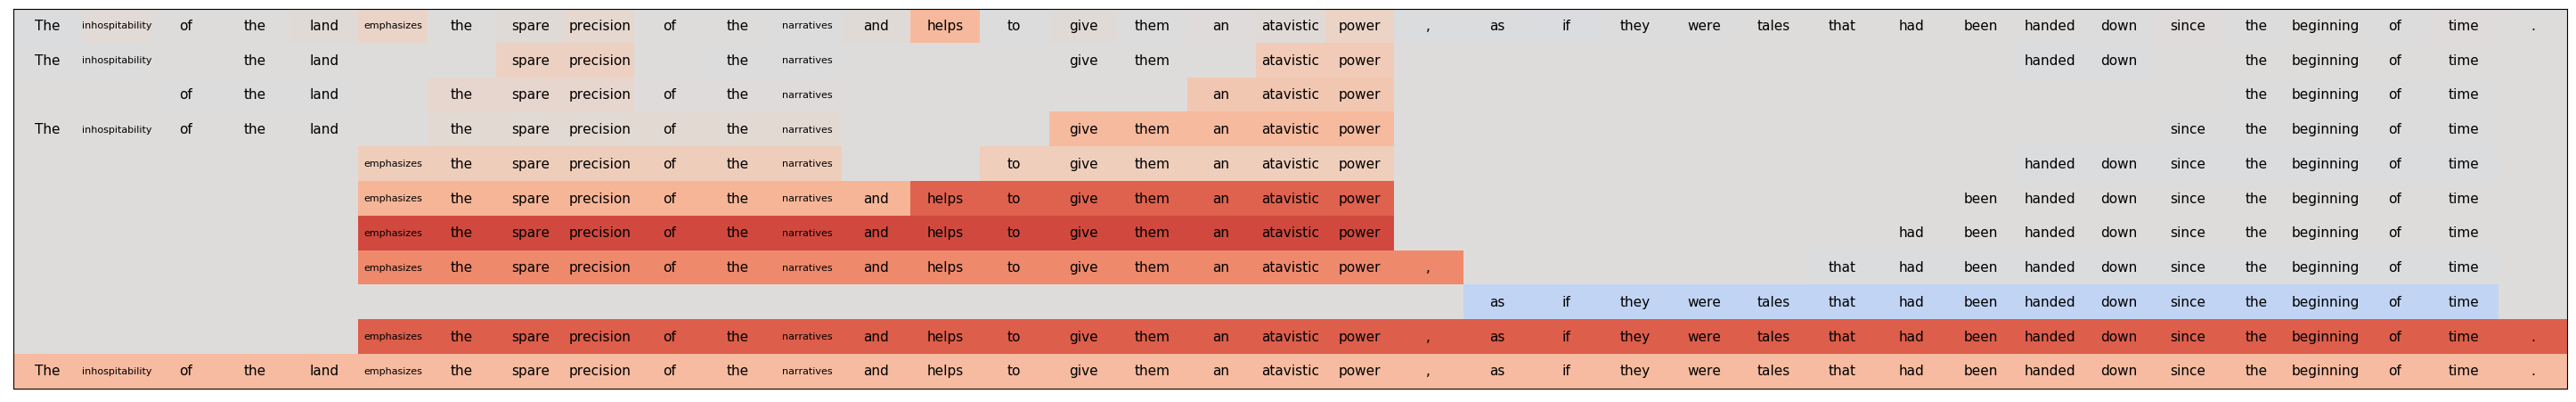 The inhospitability of the land emphasizes the spare precision of the narratives and helps to give them an atavistic power , as if they were tales that had been handed down since the beginning of time .
The inhospitability the land spare precision the narratives give them atavistic power handed down the beginning of time
of the land the spare precision of the narratives an atavistic power the beginning of time
The inhospitability of the land the spare precision of the narratives give them an atavistic power since the beginning of time
emphasizes the spare precision of the narratives to give them an atavistic power handed down since the beginning of time
emphasizes the spare precision of the narratives and helps to give them an atavistic power been handed down since the beginning of time
emphasizes the spare precision of the narratives and helps to give them an atavistic power had been handed down since the beginning of time
emphasizes the spare precision of the narratives and helps to give them an atavistic power , that had been handed down since the beginning of time
as if they were tales that had been handed down since the beginning of time
emphasizes the spare precision of the narratives and helps to give them an atavistic power , as if they were tales that had been handed down since the beginning of time .
The inhospitability of the land emphasizes the spare precision of the narratives and helps to give them an atavistic power , as if they were tales that had been handed down since the beginning of time .